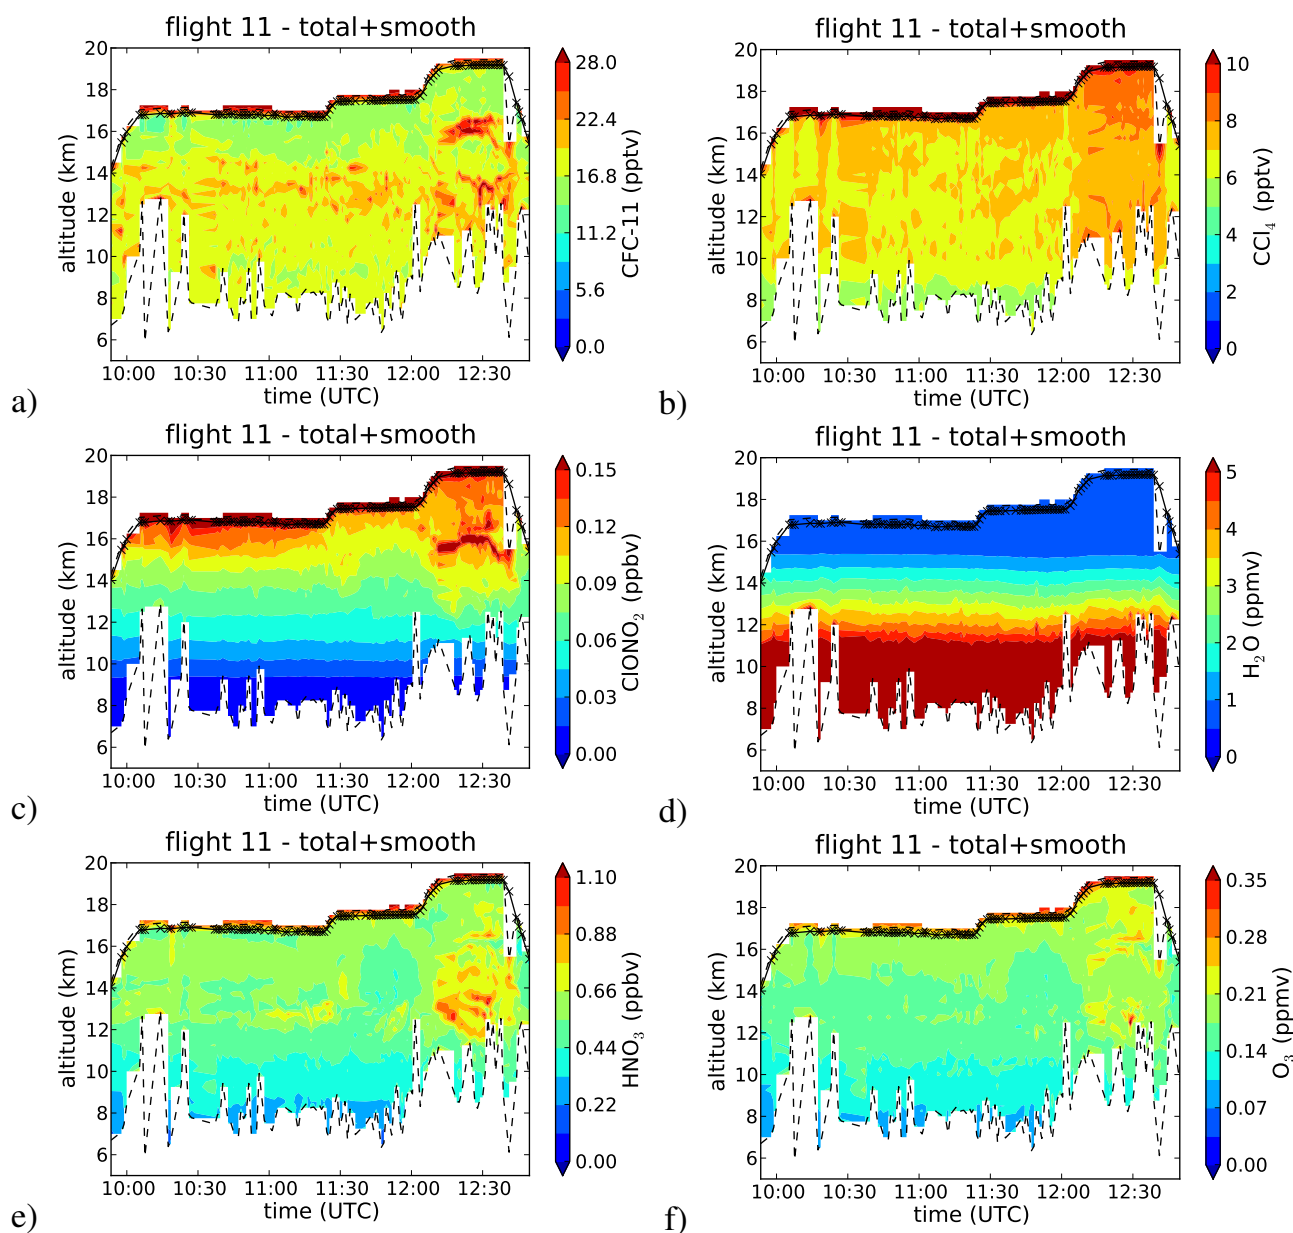 flight 11 - total+smooth
20
18
16
14
12
10
8
6
altitude (km)
10:00 10:30 11:00 11:30 12:00 12:30
time (UTC)
28.0
22.4
16.8
11.2
5.6
0.0
CFC-11 (pptv)
a)
flight 11 - total+smooth
20
18
16
14
12
10
8
6
altitude (km)
10:00 10:30 11:00 11:30 12:00 12:30
time (UTC)
10
8
6
4
2
0
CCl₄ (pptv)
b)
flight 11 - total+smooth
20
18
16
14
12
10
8
6
altitude (km)
10:00 10:30 11:00 11:30 12:00 12:30
time (UTC)
0.15
0.12
0.09
0.06
0.03
0.00
ClONO₂ (ppbv)
c)
flight 11 - total+smooth
20
18
16
14
12
10
8
6
altitude (km)
10:00 10:30 11:00 11:30 12:00 12:30
time (UTC)
5
4
3
2
1
0
H₂O (ppmv)
d)
flight 11 - total+smooth
20
18
16
14
12
10
8
6
altitude (km)
10:00 10:30 11:00 11:30 12:00 12:30
time (UTC)
1.10
0.88
0.66
0.44
0.22
0.00
HNO₃ (ppbv)
e)
flight 11 - total+smooth
20
18
16
14
12
10
8
6
altitude (km)
10:00 10:30 11:00 11:30 12:00 12:30
time (UTC)
0.35
0.28
0.21
0.14
0.07
0.00
O₃ (ppmv)
f)